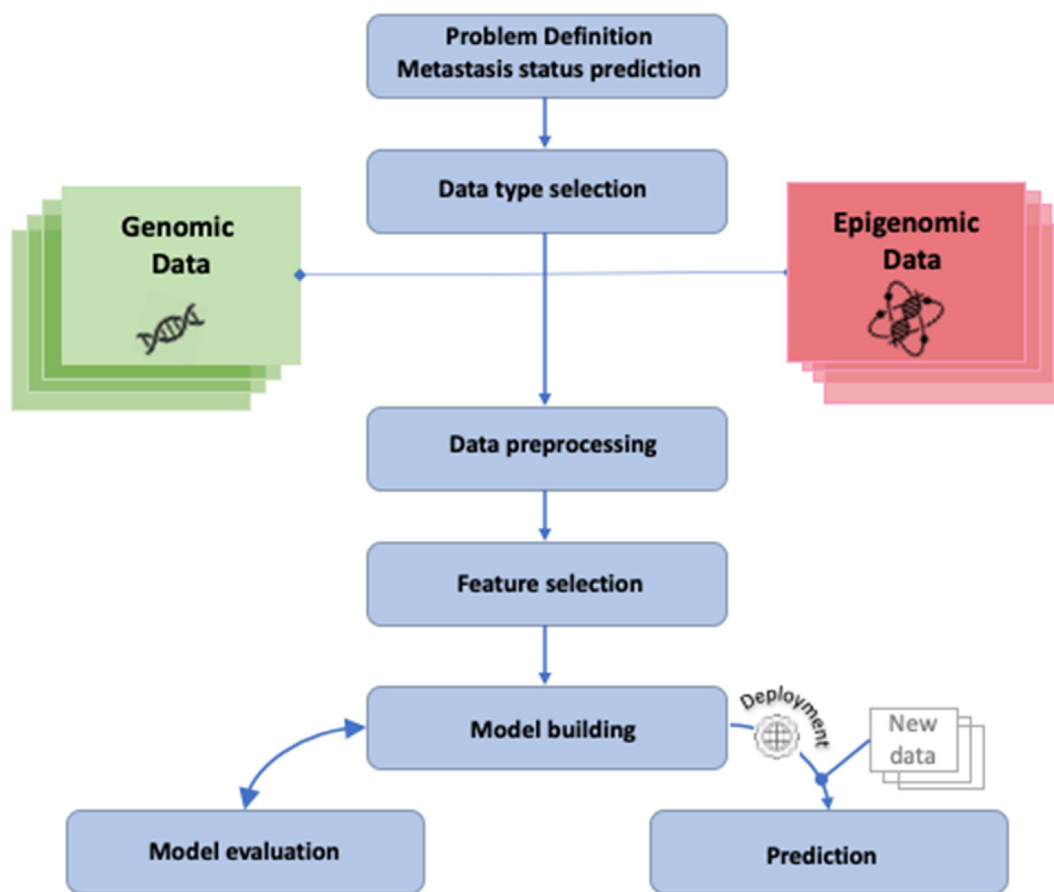 Problem Definition
Metastasis status prediction
Data type selection
Genomic
Data
Epigenomic
Data
Data preprocessing
Feature selection
Model building
Deployment
New
data
Model evaluation
Prediction